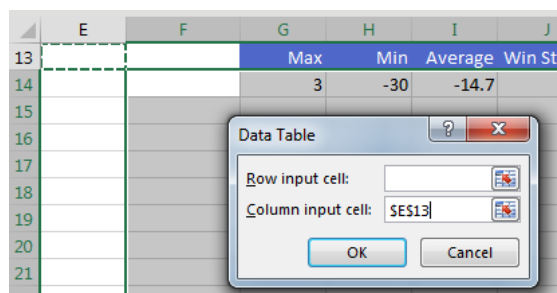 E F G H I J
13 Max Min Average Win St
14 3 -30 -14.7
15
16
17
18
19
20
21
Data Table
? x
Row input cell:
Column input cell: $E$13
OK Cancel